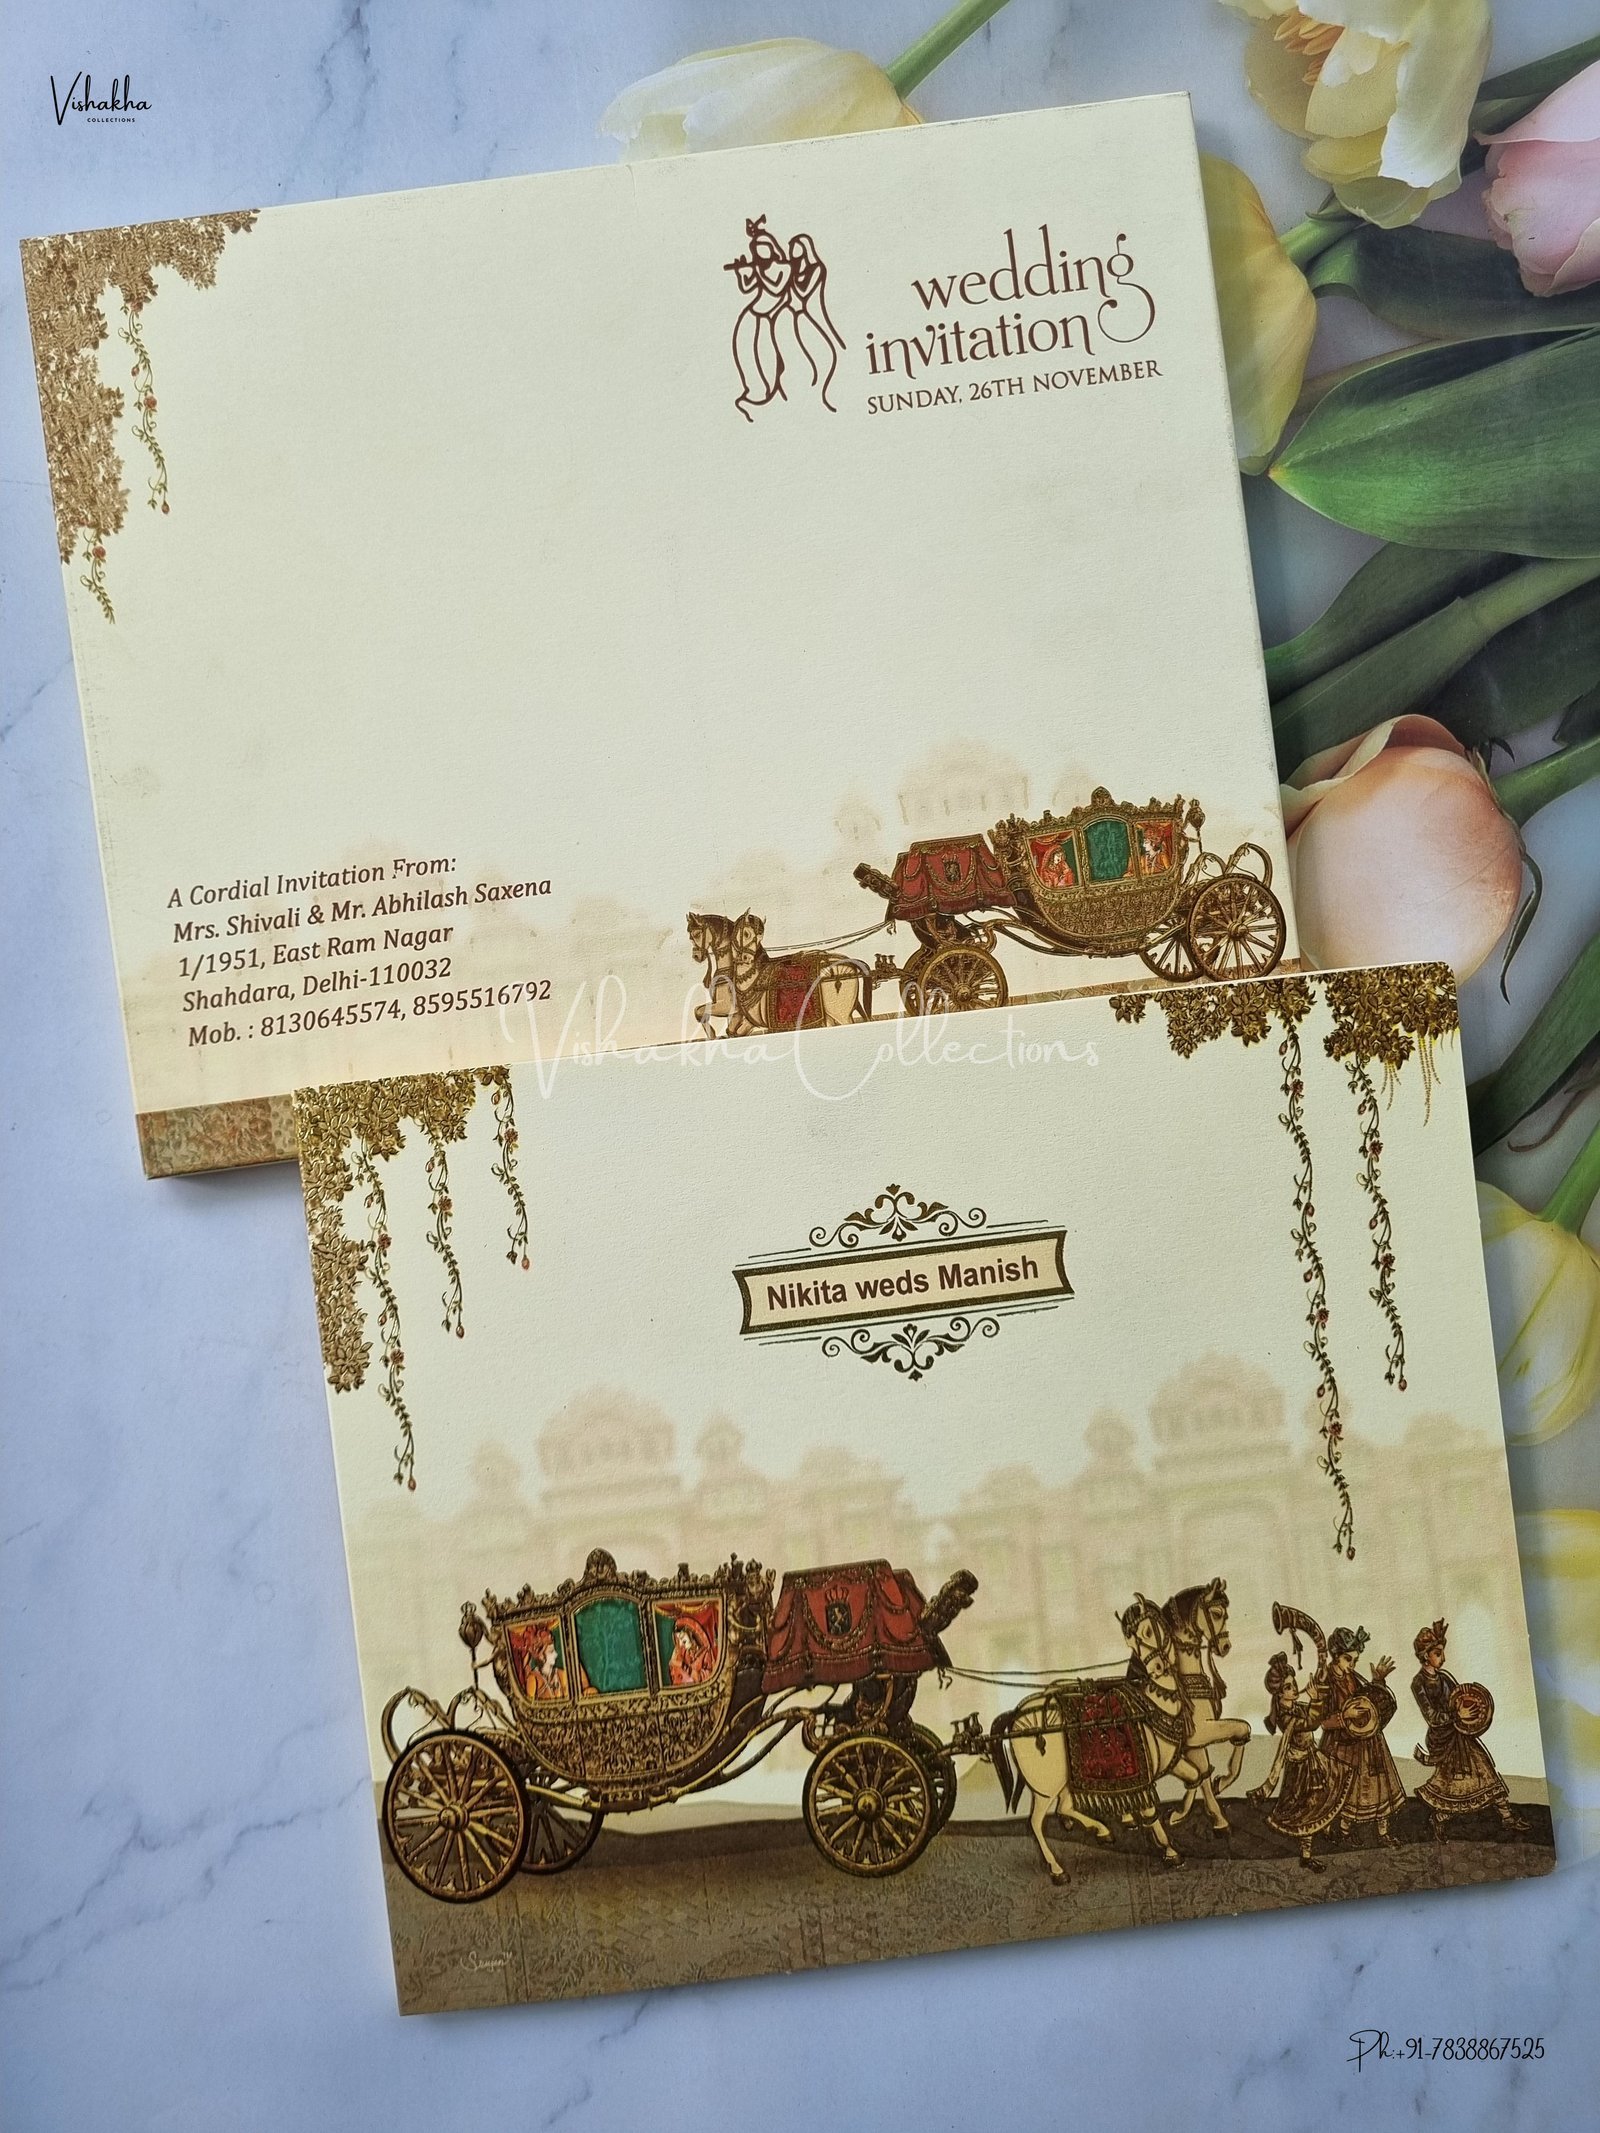 Vishakha
COLLECTIONS
wedding
invitation
SUNDAY, 26TH NOVEMBER
A Cordial Invitation From:
Mrs. Shivali & Mr. Abhilash Saxena
1/1951, East Ram Nagar
Shahdara, Delhi-110032
Mob. : 8130645574, 8595516792
Vishakha Collections
Nikita weds Manish
Ph:+91-7838867525